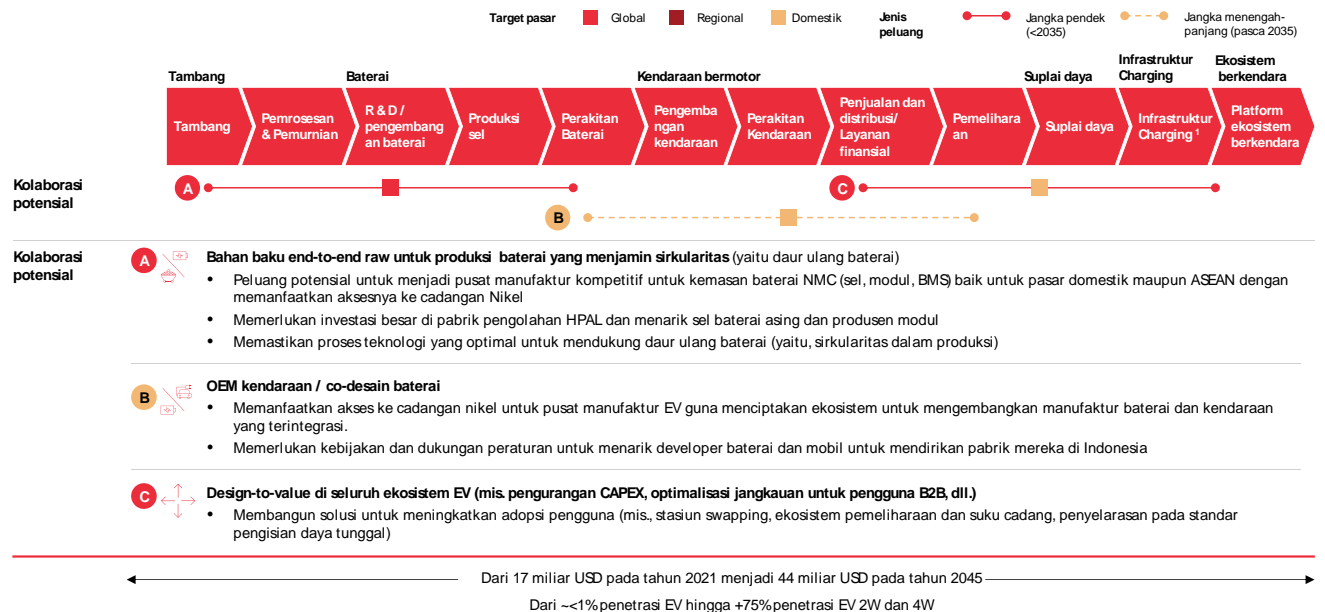 Target pasar
Global
Regional
Domestik
Jenis peluang
Jangka pendek (<2035)
Jangka menengah-panjang (pasca 2035)
Tambang
Baterai
Kendaraan bermotor
Suplai daya
Infrastruktur Charging
Ekosistem berkendara
Tambang
Pemrosesan & Pemurnian
R & D / pengembang an baterai
Produksi sel
Perakitan Baterai
Pengemba ngan kendaraan
Perakitan Kendaraan
Penjualan dan distribusi/ Layanan finansial
Pemelihara an
Suplai daya
Infrastruktur Charging ¹
Platform ekosistem berkendara
Kolaborasi potensial
A
C
B
Kolaborasi potensial
A
Bahan baku end-to-end raw untuk produksi baterai yang menjamin sirkularitas (yaitu daur ulang baterai)
• Peluang potensial untuk menjadi pusat manufaktur kompetitif untuk kemasan baterai NMC (sel, modul, BMS) baik untuk pasar domestik maupun ASEAN dengan
memanfaatkan aksesnya ke cadangan Nikel
• Memerlukan investasi besar di pabrik pengolahan HPAL dan menarik sel baterai asing dan produsen modul
• Memastikan proses teknologi yang optimal untuk mendukung daur ulang baterai (yaitu, sirkularitas dalam produksi)
B
OEM kendaraan / co-desain baterai
• Memanfaatkan akses ke cadangan nikel untuk pusat manufaktur EV guna menciptakan ekosistem untuk mengembangkan manufaktur baterai dan kendaraan
yang terintegrasi.
• Memerlukan kebijakan dan dukungan peraturan untuk menarik developer baterai dan mobil untuk mendirikan pabrik mereka di Indonesia
C
Design-to-value di seluruh ekosistem EV (mis. pengurangan CAPEX, optimalisasi jangkauan untuk pengguna B2B, dll.)
• Membangun solusi untuk meningkatkan adopsi pengguna (mis., stasiun swapping, ekosistem pemeliharaan dan suku cadang, penyelarasan pada standar
pengisian daya tunggal)
Dari 17 miliar USD pada tahun 2021 menjadi 44 miliar USD pada tahun 2045
Dari ~<1% penetrasi EV hingga +75% penetrasi EV 2W dan 4W